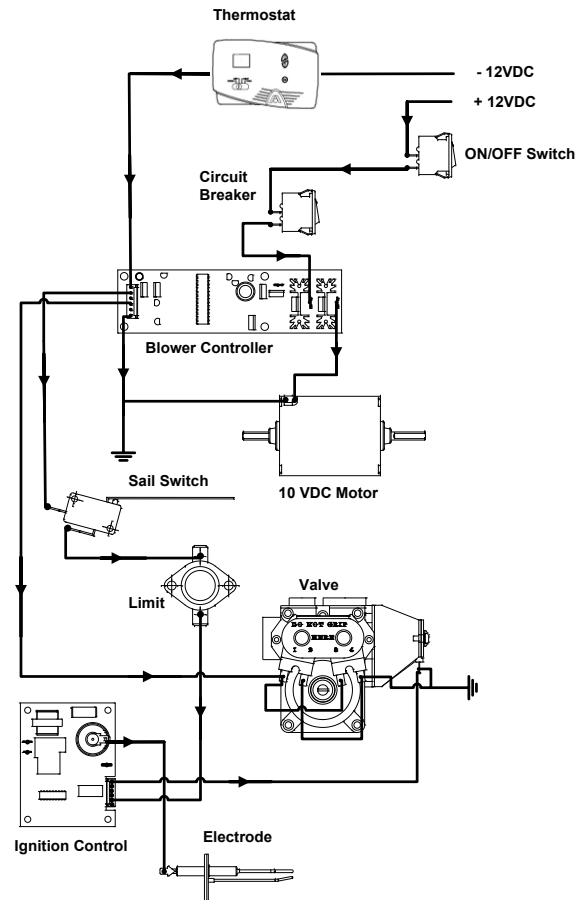 Thermostat
- 12VDC
+ 12VDC
ON/OFF Switch
Circuit
Breaker
Blower Controller
10 VDC Motor
Sail Switch
Limit
Valve
DO NOT GRIP
HERE
Ignition Control
Electrode